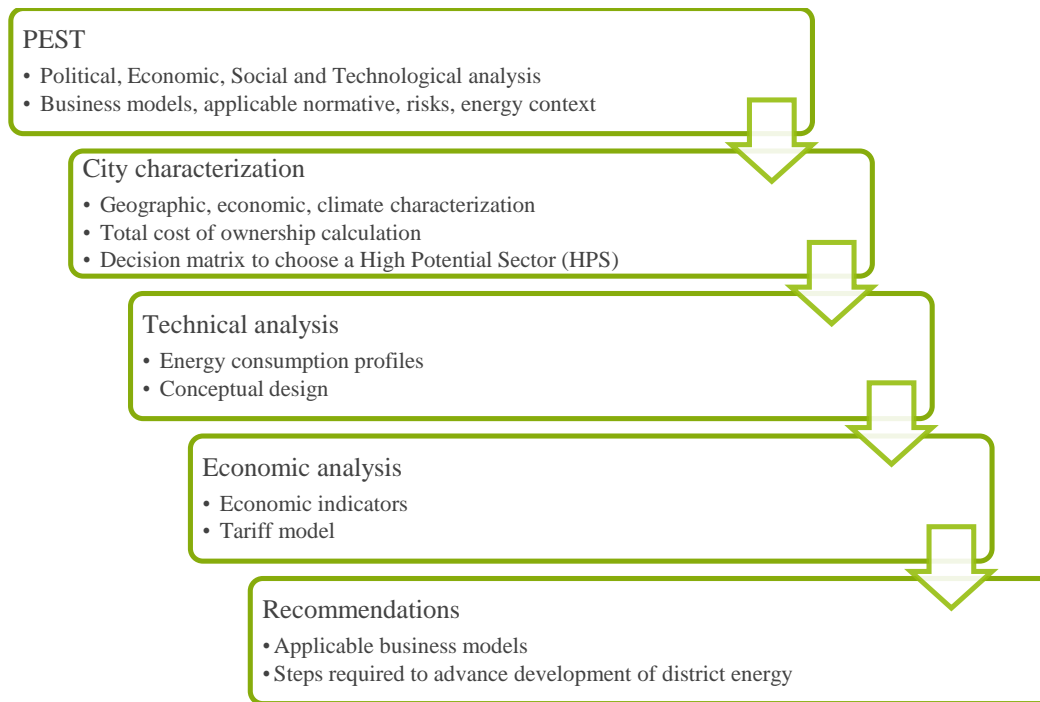 PEST
• Political, Economic, Social and Technological analysis
• Business models, applicable normative, risks, energy context
City characterization
• Geographic, economic, climate characterization
• Total cost of ownership calculation
• Decision matrix to choose a High Potential Sector (HPS)
Technical analysis
• Energy consumption profiles
• Conceptual design
Economic analysis
• Economic indicators
• Tariff model
Recommendations
• Applicable business models
• Steps required to advance development of district energy